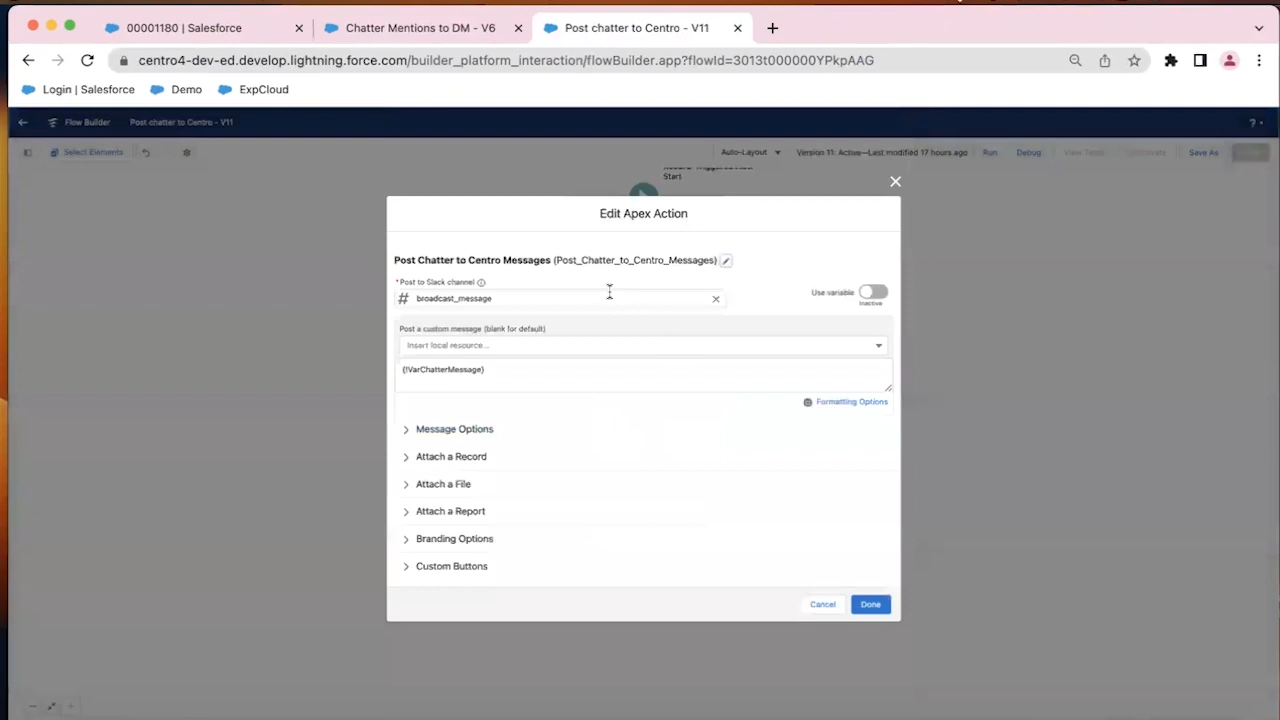 00001180 | Salesforce
Chatter Mentions to DM - V6
Post chatter to Centro - V11
centro4-dev-ed.develop.lightning.force.com/builder_platform_interaction/flowBuilder.app?flowId=3013t000000YPkpAAG
Login | Salesforce
Demo
ExpCloud
Flow Builder
Post chatter to Centro - V11
?
Select Elements
Auto-Layout
Version 11: Active—Last modified 17 hours ago
Run
Debug
View Tests
Save As
Start
Edit Apex Action
Post Chatter to Centro Messages (Post_Chatter_to_Centro_Messages)
* Post to Slack channel
# broadcast_message
Use variable
Inactive
Post a custom message (blank for default)
Insert local resource...
{!VarChatterMessage}
Formatting Options
Message Options
Attach a Record
Attach a File
Attach a Report
Branding Options
Custom Buttons
Cancel
Done